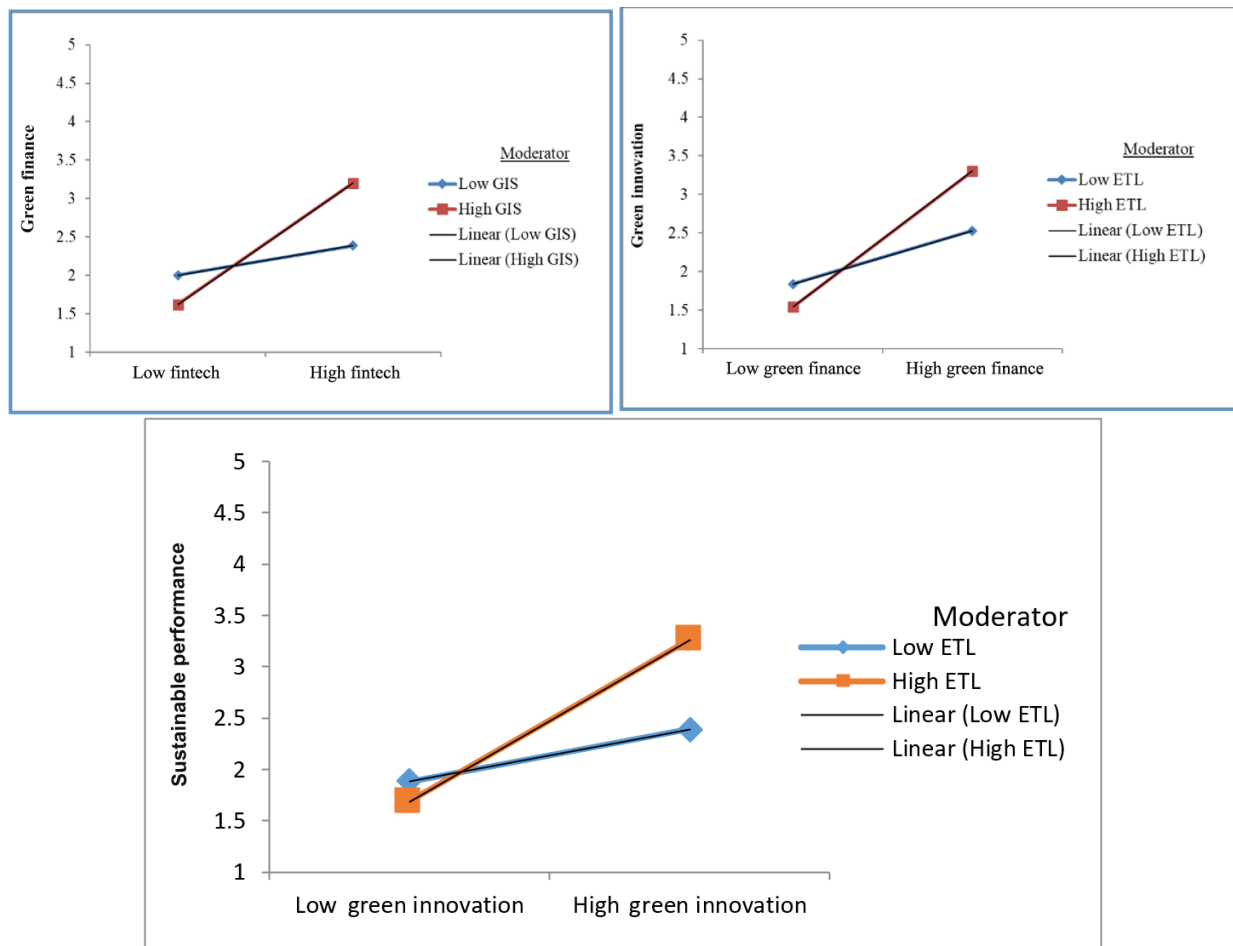 5
4.5
4
3.5
3
2.5
2
1.5
1
Green finance
Low fintech
High fintech
Moderator
Low GIS
High GIS
Linear (Low GIS)
Linear (High GIS)
5
4.5
4
3.5
3
2.5
2
1.5
1
Green innovation
Low green finance
High green finance
Moderator
Low ETL
High ETL
Linear (Low ETL)
Linear (High ETL)
5
4.5
4
3.5
3
2.5
2
1.5
1
Sustainable performance
Low green innovation
High green innovation
Moderator
Low ETL
High ETL
Linear (Low ETL)
Linear (High ETL)